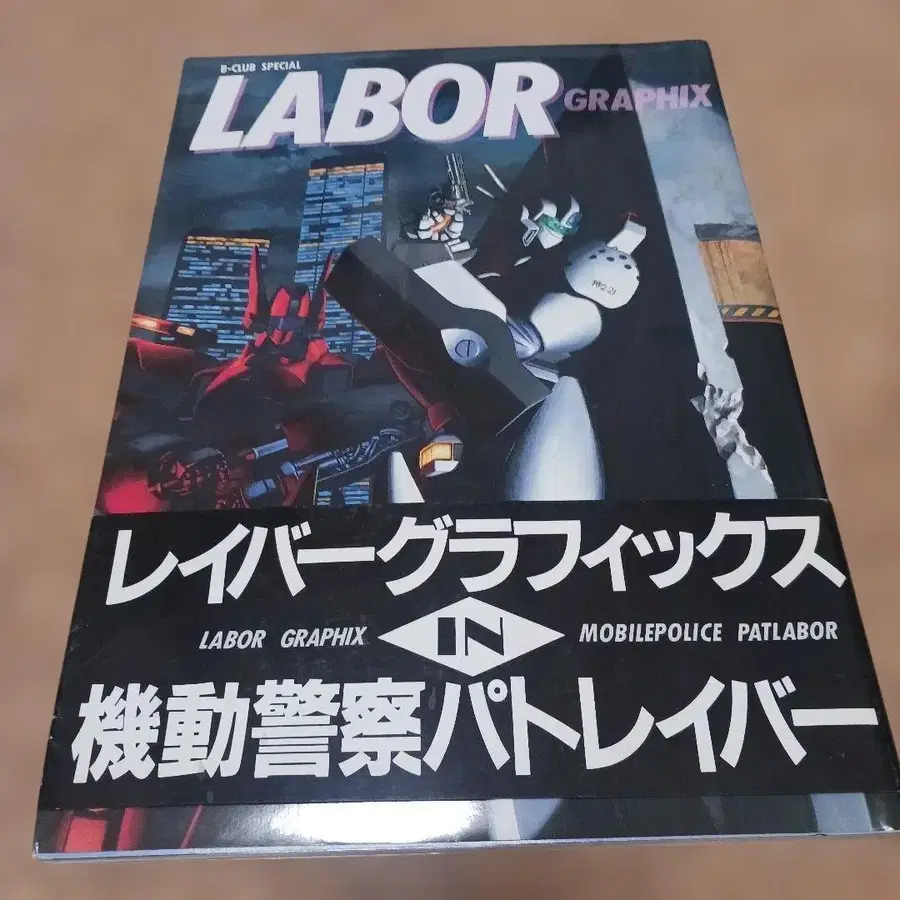 B-CLUB SPECIAL
LABOR GRAPHIX
レイバーグラフィックス
LABOR GRAPHIX IN MOBILEPOLICE PATLABOR
機動警察パトレイバー